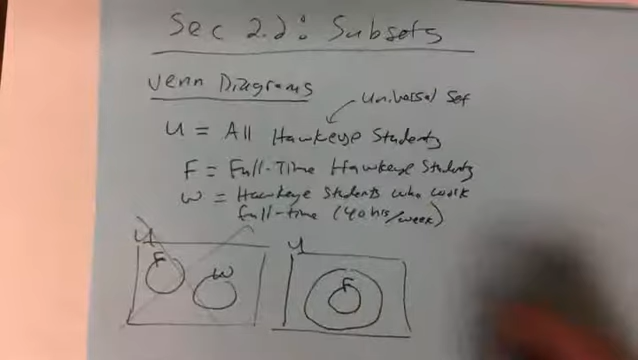 Sec 2.2: Subsets
Venn Diagrams
Universal Set
U = All Hawkeye Students
F = Full-Time Hawkeye Students
W = Hawkeye Students who work
full-time (40 hrs/week)
U
F
W
U
F